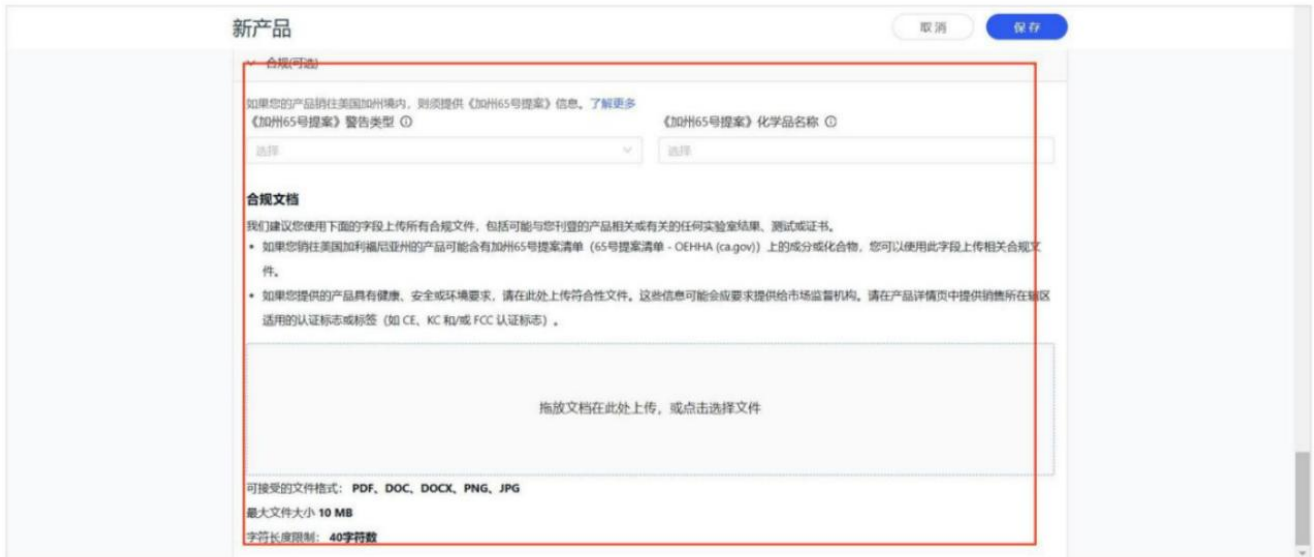 新产品
取消
保存
合规(可选)
如果您的产品销往美国加州境内，则须提供《加州65号提案》信息。了解更多
《加州65号提案》警告类型
《加州65号提案》化学品名称
选择
选择
合规文档
我们建议您使用下面的字段上传所有合规文件，包括可能与您刊登的产品相关或有关的任何实验室结果、测试或证书。
• 如果您销往美国加利福尼亚州的产品可能含有加州65号提案清单（65号提案清单 - OEHHA (ca.gov)）上的成分或化合物，您可以使用此字段上传相关合规文
件。
• 如果您提供的产品具有健康、安全或环境要求，请在此处上传符合性文件。这些信息可能会应要求提供给市场监督机构。请在产品详情页中提供销售所在辖区
适用的认证标志或标签（如 CE、KC 和/或 FCC 认证标志）。
拖放文档在此处上传，或点击选择文件
可接受的文件格式： PDF、DOC、DOCX、PNG、JPG
最大文件大小 10 MB
字符长度限制： 40字符数